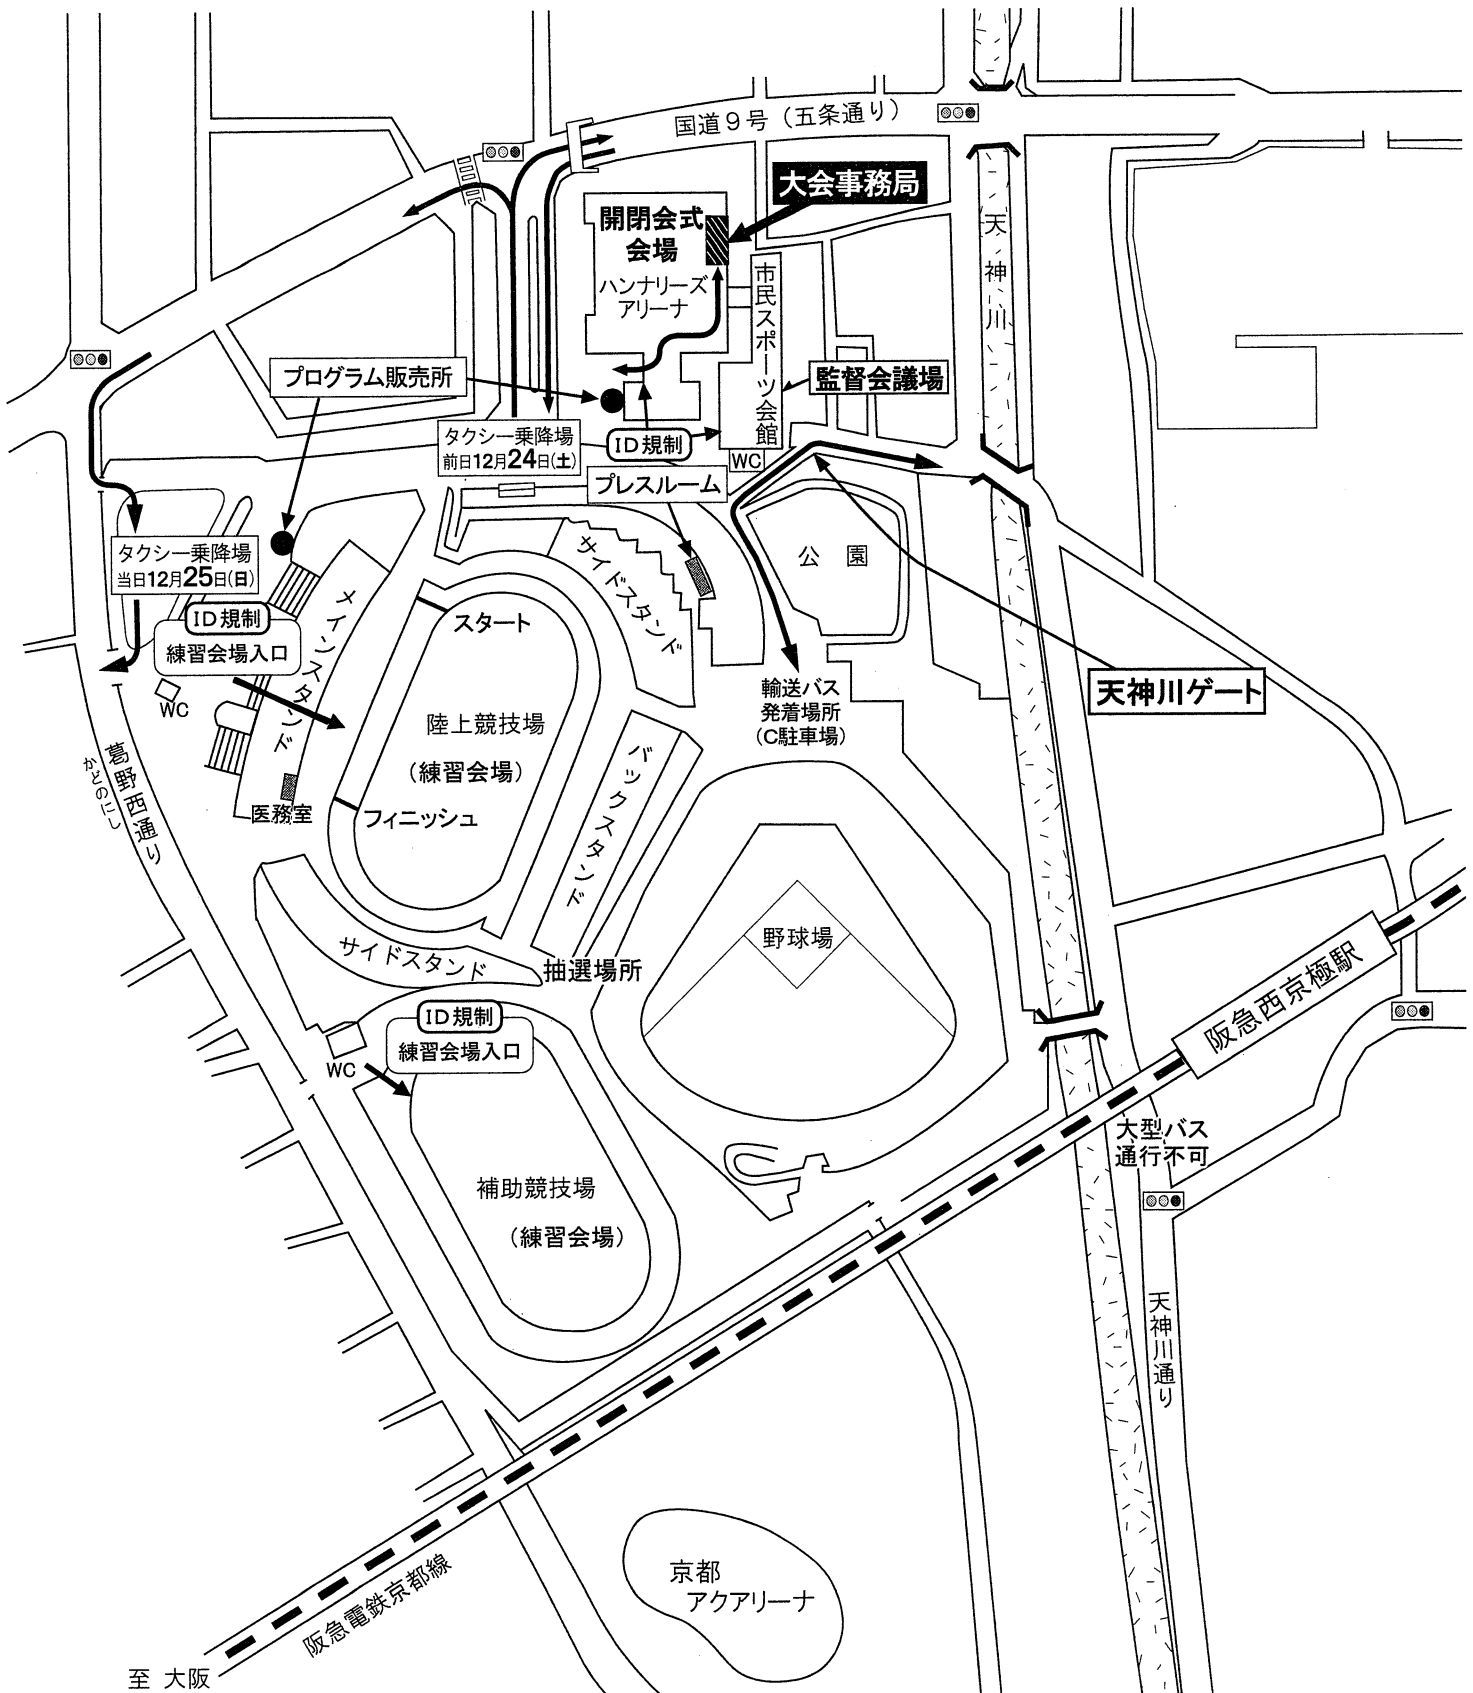 国道9号（五条通り）
大会事務局
開閉会式
会場
ハンナリーズ
アリーナ
天神川
市民スポーツ会館
プログラム販売所
監督会議場
タクシー乗降場
前日12月24日(土)
ID規制
WC
プレスルーム
タクシー乗降場
当日12月25日(日)
ID規制
練習会場入口
WC
メインスタンド
サイドスタンド
公園
スタート
天神川ゲート
輸送バス
発着場所
(C駐車場)
陸上競技場
(練習会場)
バックスタンド
葛野西通り
かどのにし
医務室
フィニッシュ
野球場
サイドスタンド
抽選場所
阪急西京極駅
ID規制
練習会場入口
WC
大型バス
通行不可
補助競技場
(練習会場)
天神川通り
京都
アクアリーナ
阪急電鉄京都線
至 大阪